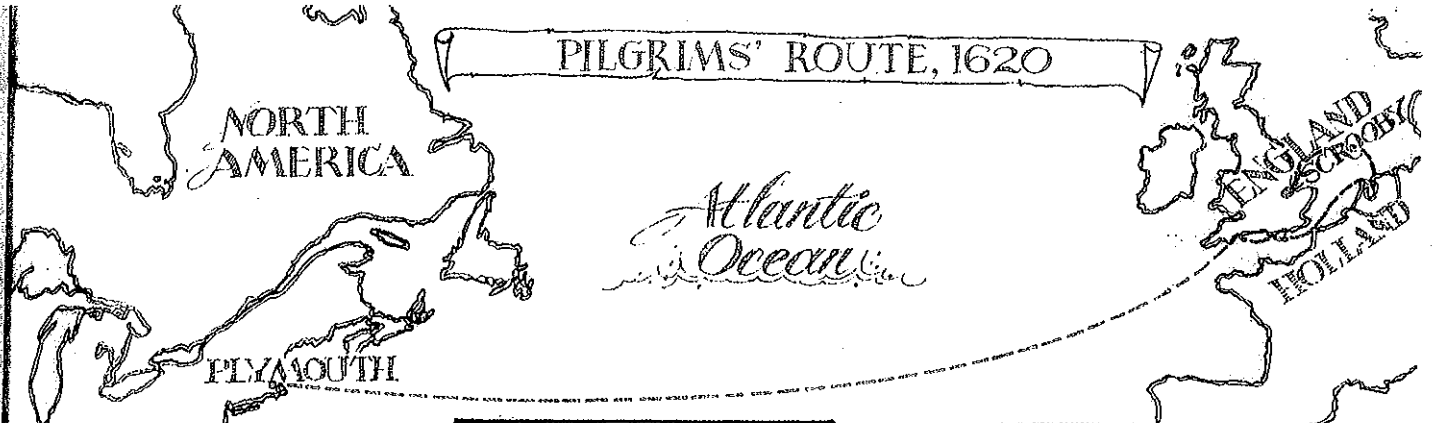 PILGRIMS' ROUTE, 1620
NORTH
AMERICA
Atlantic
Ocean
ENGLAND
SCROOBY
HOLLAND
PLYMOUTH